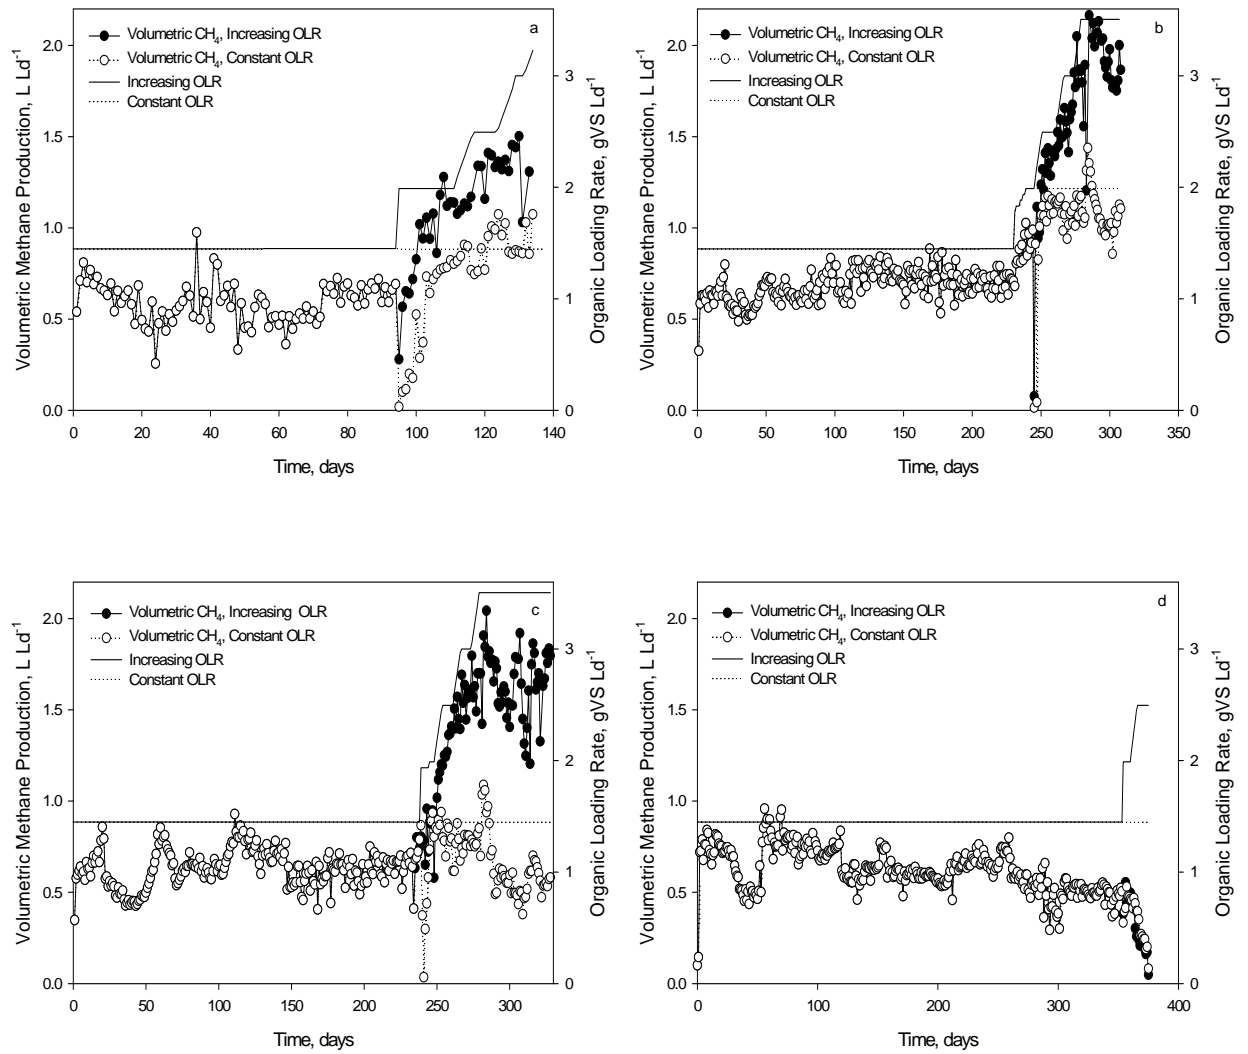 a
Volumetric CH4, Increasing OLR
Volumetric CH4, Constant OLR
Increasing OLR
Constant OLR
Volumetric Methane Production, L Ld-1
2.0
1.5
1.0
0.5
0.0
Organic Loading Rate, gVS Ld-1
3
2
1
0
0 20 40 60 80 100 120 140
Time, days
b
Volumetric CH4, Increasing OLR
Volumetric CH4, Constant OLR
Increasing OLR
Constant OLR
Volumetric Methane Production, L Ld-1
2.0
1.5
1.0
0.5
0.0
Organic Loading Rate, gVS Ld-1
3
2
1
0
0 50 100 150 200 250 300 350
Time, days
c
Volumetric CH4, Increasing OLR
Volumetric CH4, Constant OLR
Increasing OLR
Constant OLR
Volumetric Methane Production, L Ld-1
2.0
1.5
1.0
0.5
0.0
Organic Loading Rate, gVS Ld-1
3
2
1
0
0 50 100 150 200 250 300
Time, days
d
Volumetric CH4, Increasing OLR
Volumetric CH4, Constant OLR
Increasing OLR
Constant OLR
Volumetric Methane Production, L Ld-1
2.0
1.5
1.0
0.5
0.0
Organic Loading Rate, gVS Ld-1
3
2
1
0
0 100 200 300 400
Time, days